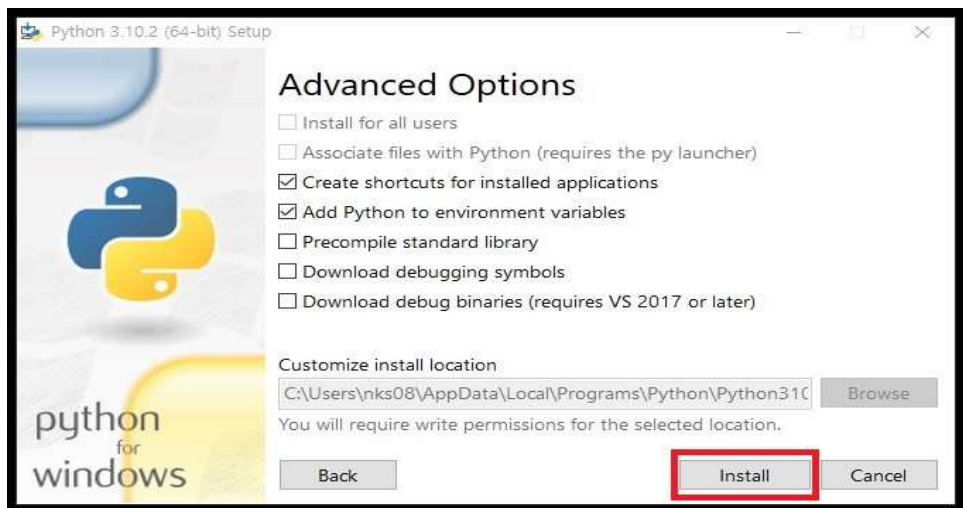 Python 3.10.2 (64-bit) Setup
Advanced Options
Install for all users
Associate files with Python (requires the py launcher)
Create shortcuts for installed applications
Add Python to environment variables
Precompile standard library
Download debugging symbols
Download debug binaries (requires VS 2017 or later)
Customize install location
C:\Users\nks08\AppData\Local\Programs\Python\Python310 Browse
You will require write permissions for the selected location.
python
for
windows
Back Install Cancel